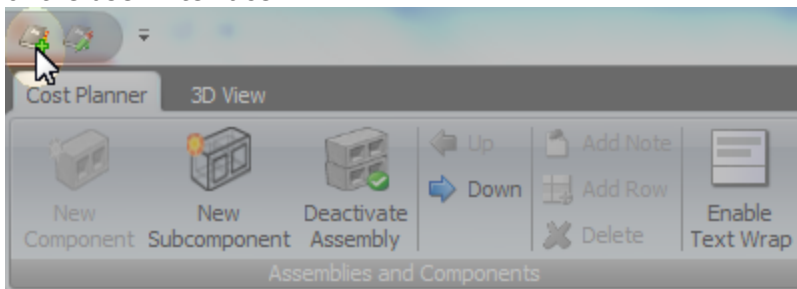 Cost Planner 3D View
New Component
New Subcomponent
Deactivate Assembly
Up
Down
Add Note
Add Row
Delete
Enable Text Wrap
Assemblies and Components